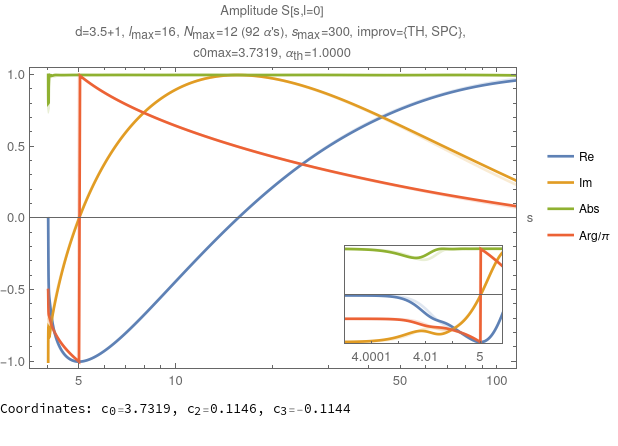 Amplitude S[s,l=0]
d=3.5+1, lmax=16, Nmax=12 (92 α's), smax=300, improv={TH, SPC},
c0max=3.7319, αth=1.0000
1.0
0.5
0.0
−0.5
−1.0
5
10
50
100
s
Re
Im
Abs
Arg/π
4.0001
4.01
5
Coordinates: c0=3.7319, c2=0.1146, c3=-0.1144